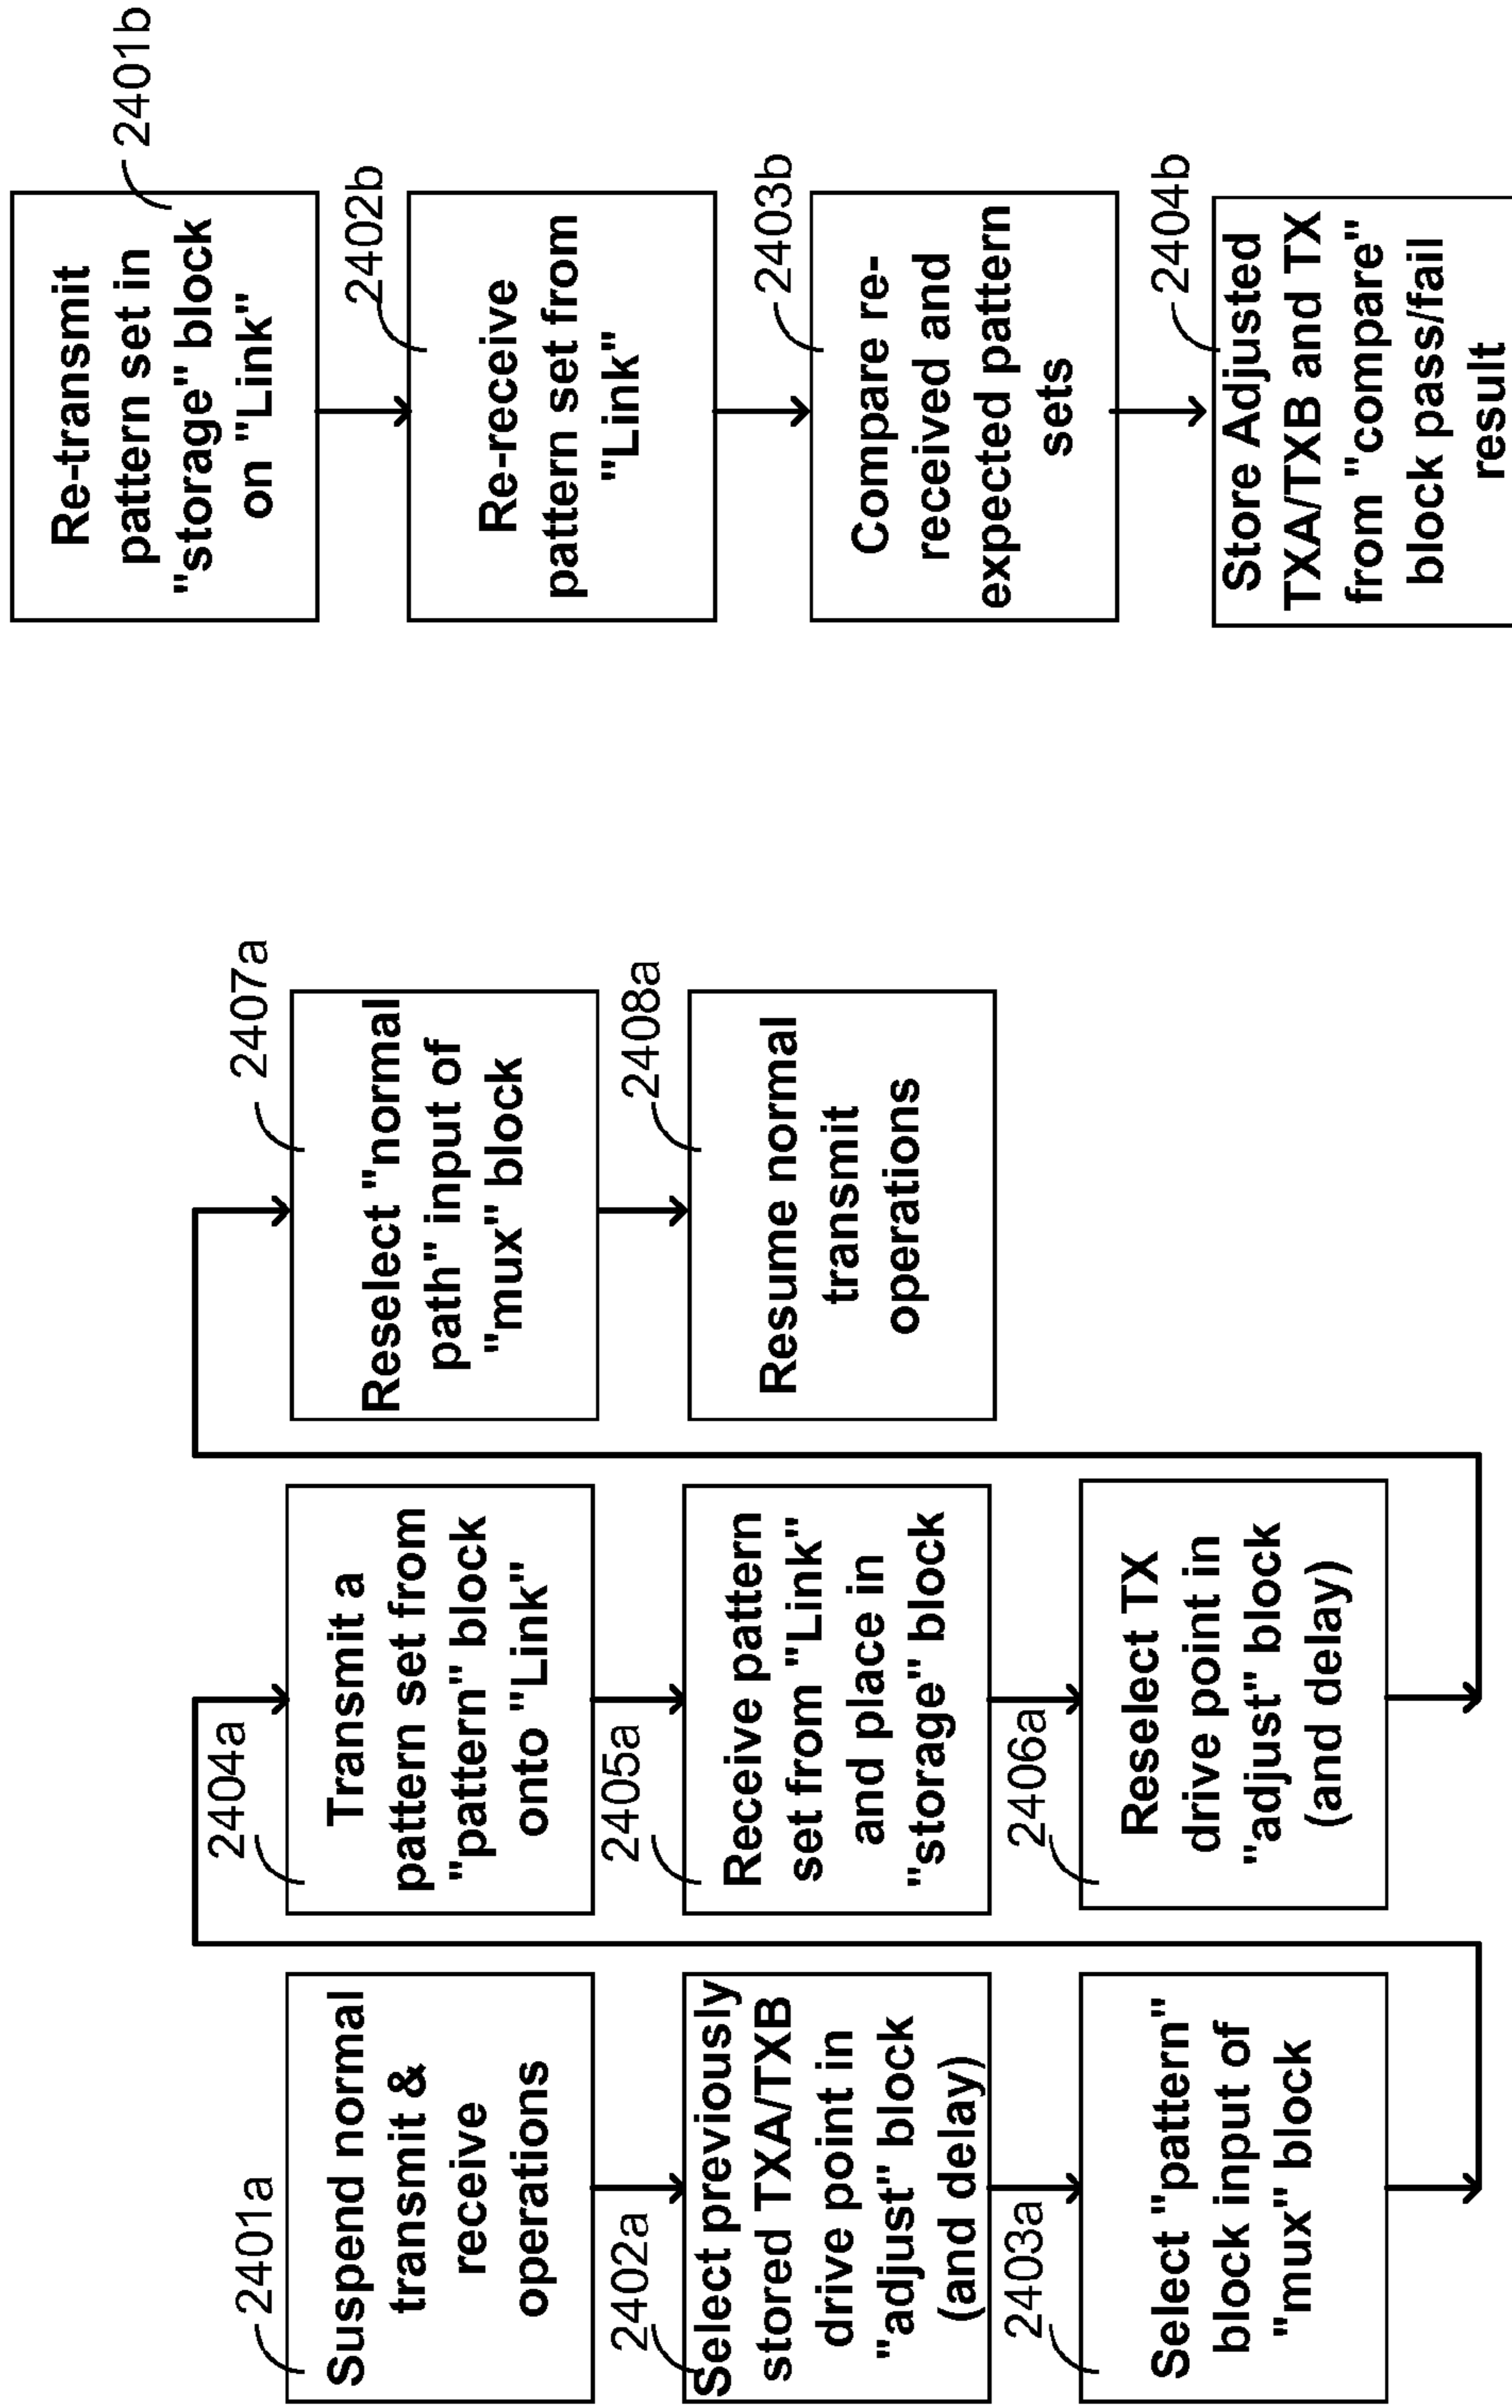 2401a
Suspend normal
transmit &
receive
operations
2402a
Select previously
stored TXA/TXB
drive point in
"adjust" block
(and delay)
2403a
Select "pattern"
block input of
"mux" block
2404a
Transmit a
pattern set from
"pattern" block
onto "Link"
2405a
Receive pattern
set from "Link"
and place in
"storage" block
2406a
Reselect TX
drive point in
"adjust" block
(and delay)
2407a
Reselect "normal
path" input of
"mux" block
2408a
Resume normal
transmit
operations
2401b
Re-transmit
pattern set in
"storage" block
on "Link"
2402b
Re-receive
pattern set from
"Link"
2403b
Compare re-
received and
expected pattern
sets
2404b
Store Adjusted
TXA/TXB and TX
from "compare"
block pass/fail
result